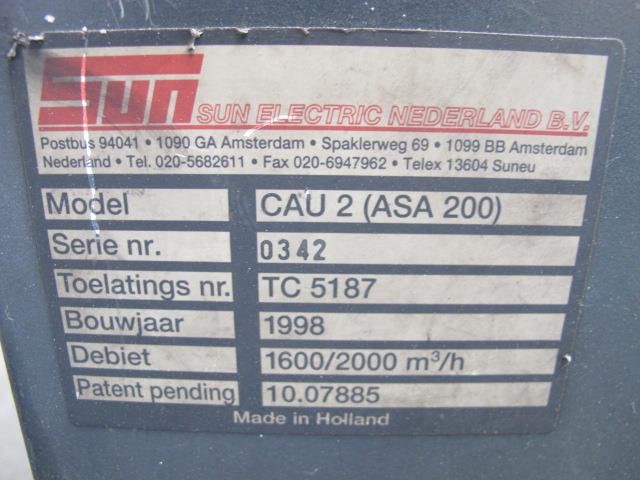 Sun SUN ELECTRIC NEDERLAND B.V.
Postbus 94041 • 1090 GA Amsterdam • Spaklerweg 69 • 1099 BB Amsterdam
Nederland • Tel. 020-5682611 • Fax 020-6947962 • Telex 13604 Suneu
Model CAU 2 (ASA 200)
Serie nr. 0342
Toelatings nr. TC 5187
Bouwjaar 1998
Debiet 1600/2000 m³/h
Patent pending 10.07885
Made in Holland